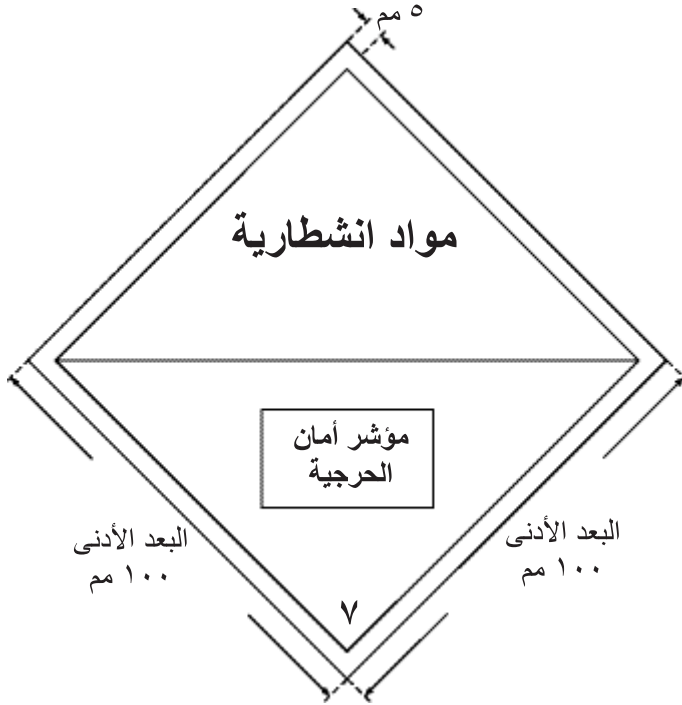 ٥ مم
مواد انشطارية
مؤشر أمان
الحرجية
البعد الأدنى
١٠٠ مم
البعد الأدنى
١٠٠ مم
٧